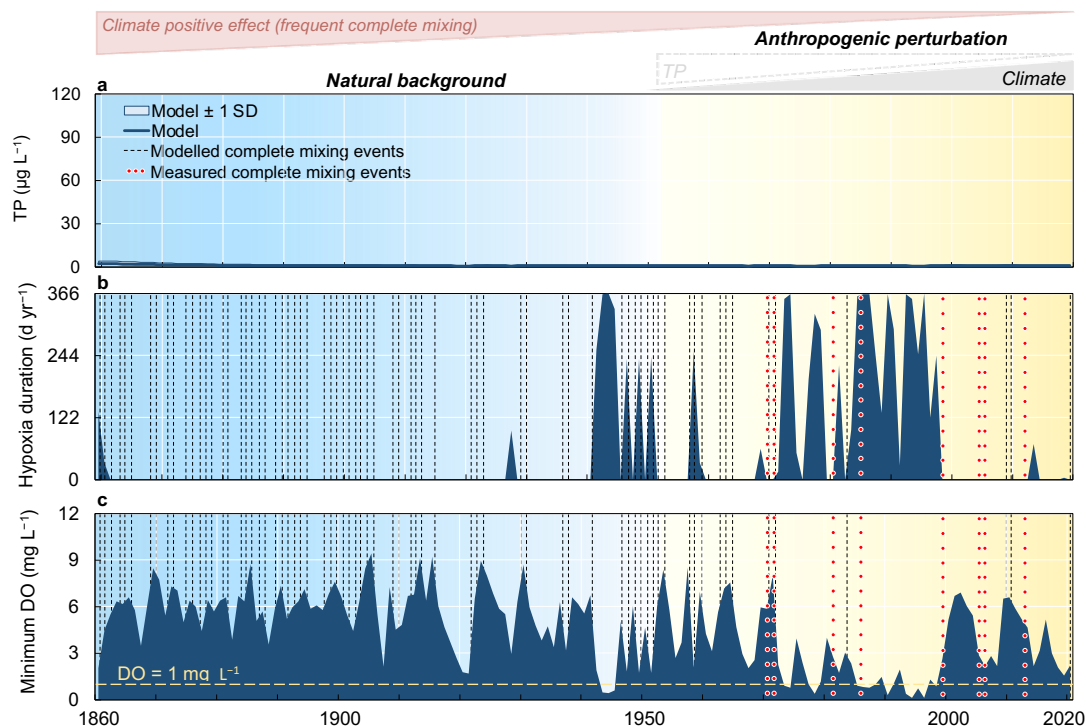 Climate positive effect (frequent complete mixing)
Anthropogenic perturbation
Natural background
TP
Climate
a
120
90
60
30
0
TP (µg L⁻¹)
Model ± 1 SD
Model
Modelled complete mixing events
Measured complete mixing events
b
366
244
122
0
Hypoxia duration (d yr⁻¹)
c
12
9
6
3
0
Minimum DO (mg L⁻¹)
DO = 1 mg L⁻¹
1860
1900
1950
2000
2020